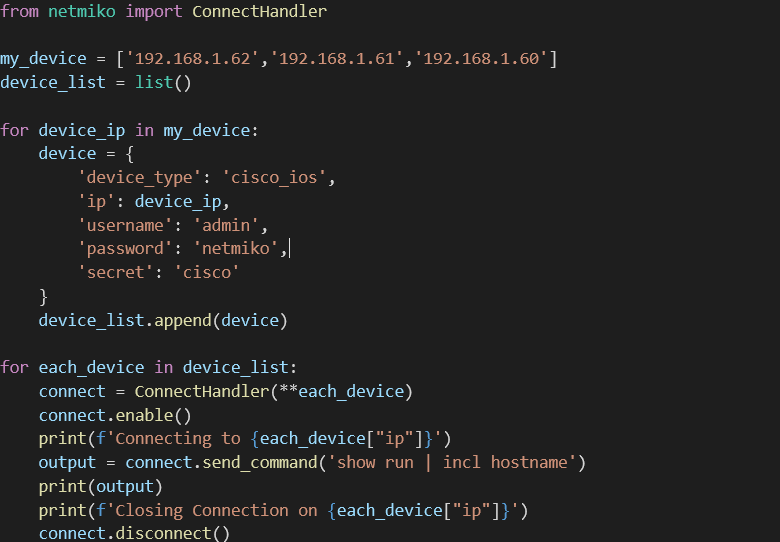 from netmiko import ConnectHandler
my_device = ['192.168.1.62','192.168.1.61','192.168.1.60']
device_list = list()
for device_ip in my_device:
    device = {
        'device_type': 'cisco_ios',
        'ip': device_ip,
        'username': 'admin',
        'password': 'netmiko',
        'secret': 'cisco'
    }
    device_list.append(device)
for each_device in device_list:
    connect = ConnectHandler(**each_device)
    connect.enable()
    print(f'Connecting to {each_device["ip"]}')
    output = connect.send_command('show run | incl hostname')
    print(output)
    print(f'Closing Connection on {each_device["ip"]}')
    connect.disconnect()